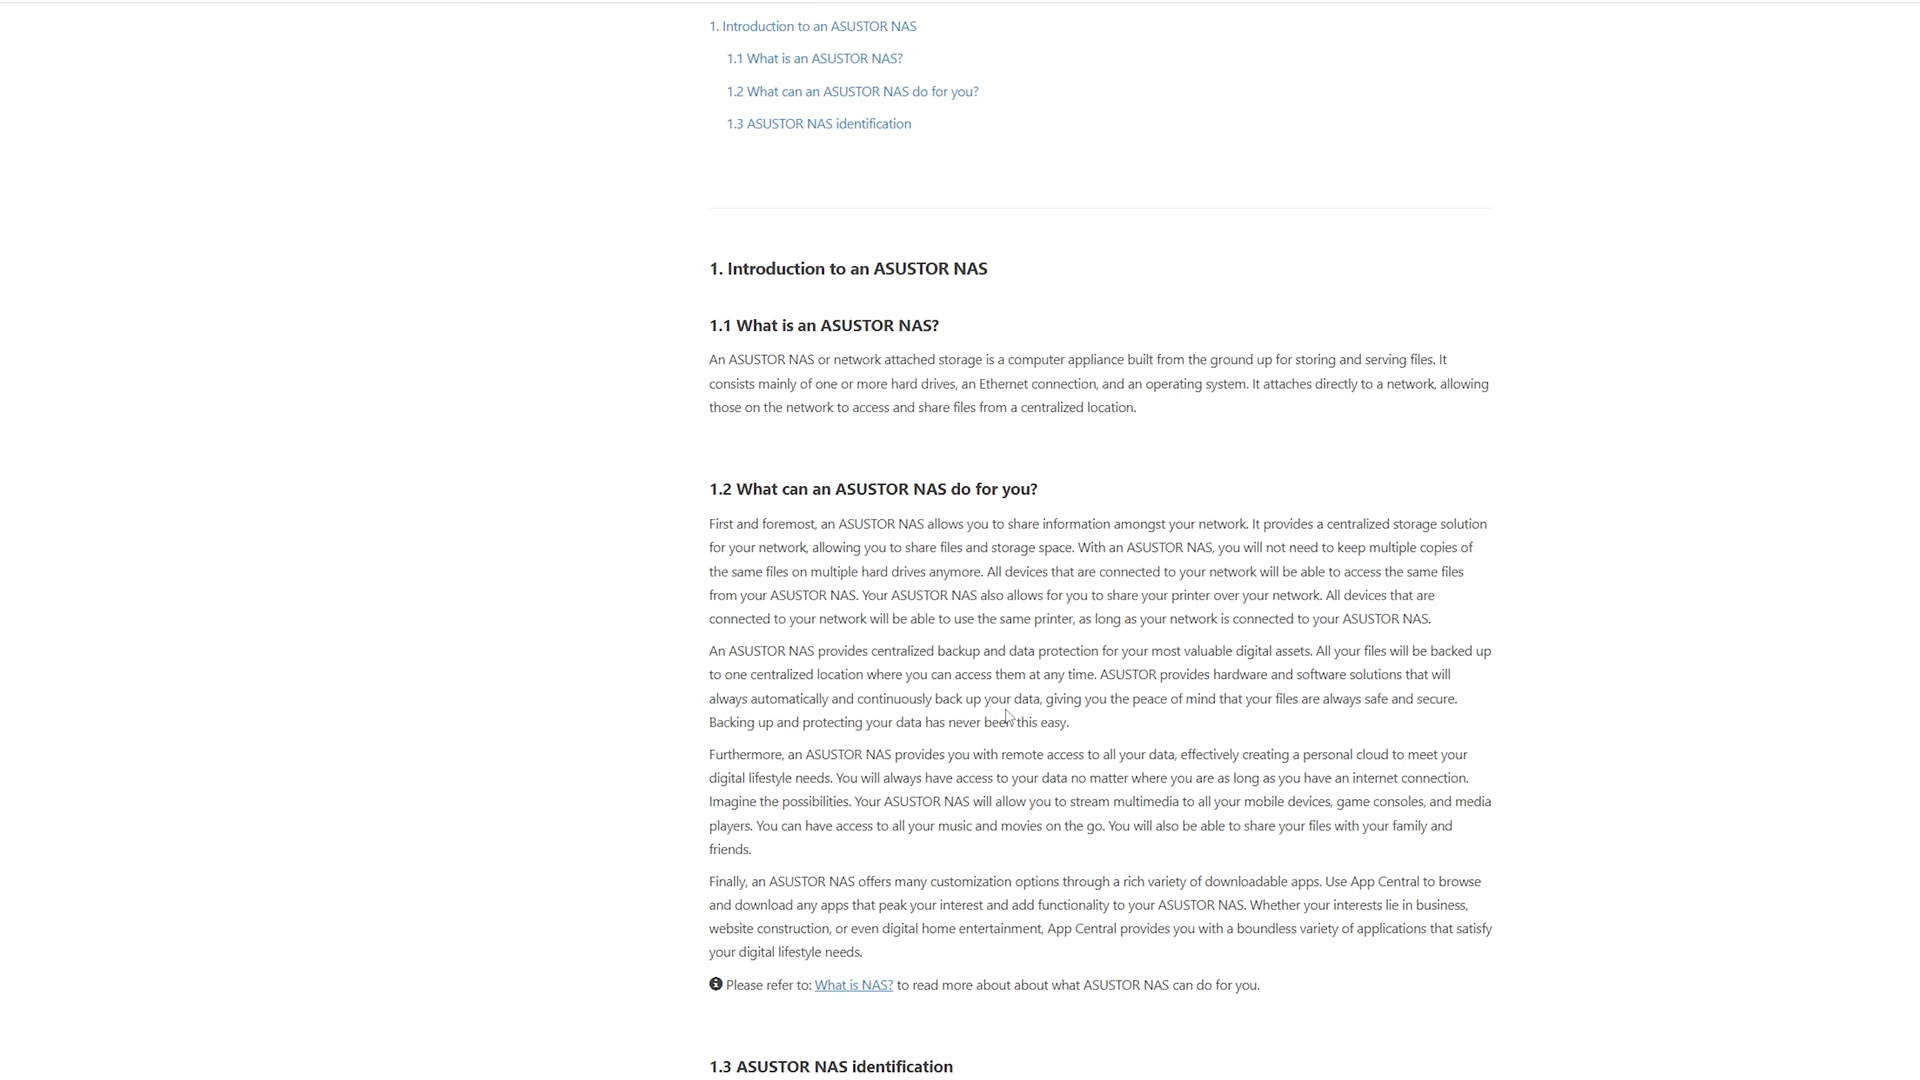 1. Introduction to an ASUSTOR NAS
1.1 What is an ASUSTOR NAS?
1.2 What can an ASUSTOR NAS do for you?
1.3 ASUSTOR NAS identification
1. Introduction to an ASUSTOR NAS
1.1 What is an ASUSTOR NAS?
An ASUSTOR NAS or network attached storage is a computer appliance built from the ground up for storing and serving files. It
consists mainly of one or more hard drives, an Ethernet connection, and an operating system. It attaches directly to a network, allowing
those on the network to access and share files from a centralized location.
1.2 What can an ASUSTOR NAS do for you?
First and foremost, an ASUSTOR NAS allows you to share information amongst your network. It provides a centralized storage solution
for your network, allowing you to share files and storage space. With an ASUSTOR NAS, you will not need to keep multiple copies of
the same files on multiple hard drives anymore. All devices that are connected to your network will be able to access the same files
from your ASUSTOR NAS. Your ASUSTOR NAS also allows for you to share your printer over your network. All devices that are
connected to your network will be able to use the same printer, as long as your network is connected to your ASUSTOR NAS.
An ASUSTOR NAS provides centralized backup and data protection for your most valuable digital assets. All your files will be backed up
to one centralized location where you can access them at any time. ASUSTOR provides hardware and software solutions that will
always automatically and continuously back up your data, giving you the peace of mind that your files are always safe and secure.
Backing up and protecting your data has never been this easy.
Furthermore, an ASUSTOR NAS provides you with remote access to all your data, effectively creating a personal cloud to meet your
digital lifestyle needs. You will always have access to your data no matter where you are as long as you have an internet connection.
Imagine the possibilities. Your ASUSTOR NAS will allow you to stream multimedia to all your mobile devices, game consoles, and media
players. You can have access to all your music and movies on the go. You will also be able to share your files with your family and
friends.
Finally, an ASUSTOR NAS offers many customization options through a rich variety of downloadable apps. Use App Central to browse
and download any apps that peak your interest and add functionality to your ASUSTOR NAS. Whether your interests lie in business,
website construction, or even digital home entertainment, App Central provides you with a boundless variety of applications that satisfy
your digital lifestyle needs.
Please refer to: What is NAS? to read more about about what ASUSTOR NAS can do for you.
1.3 ASUSTOR NAS identification